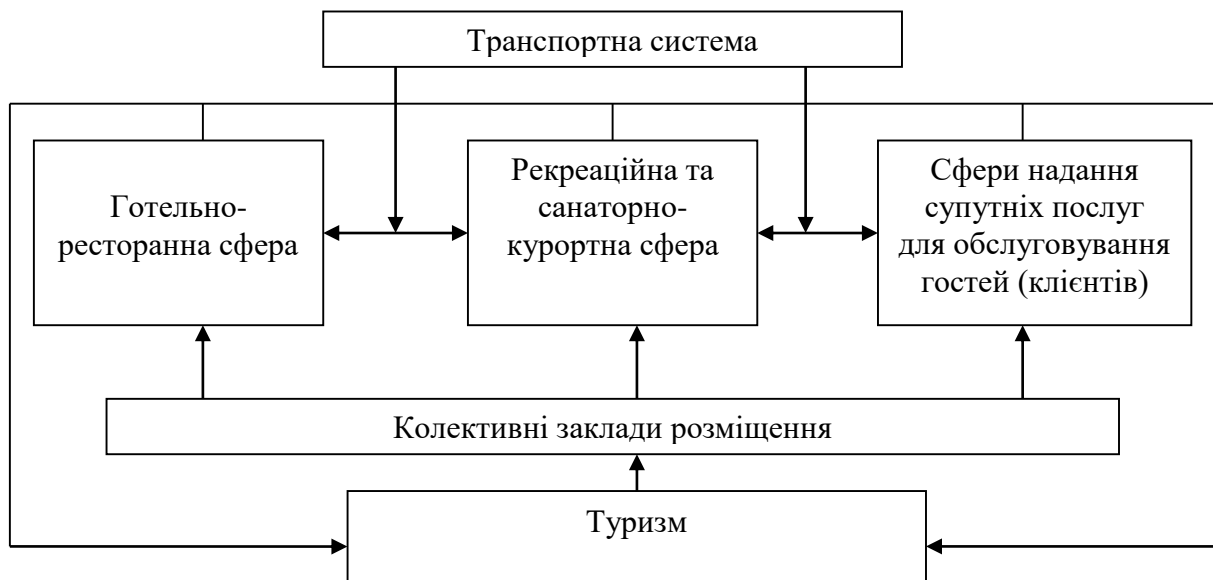 Транспортна система
Готельно-
ресторанна сфера
Рекреаційна та
санаторно-
курортна сфера
Сфери надання
супутніх послуг
для обслуговування
гостей (клієнтів)
Колективні заклади розміщення
Туризм